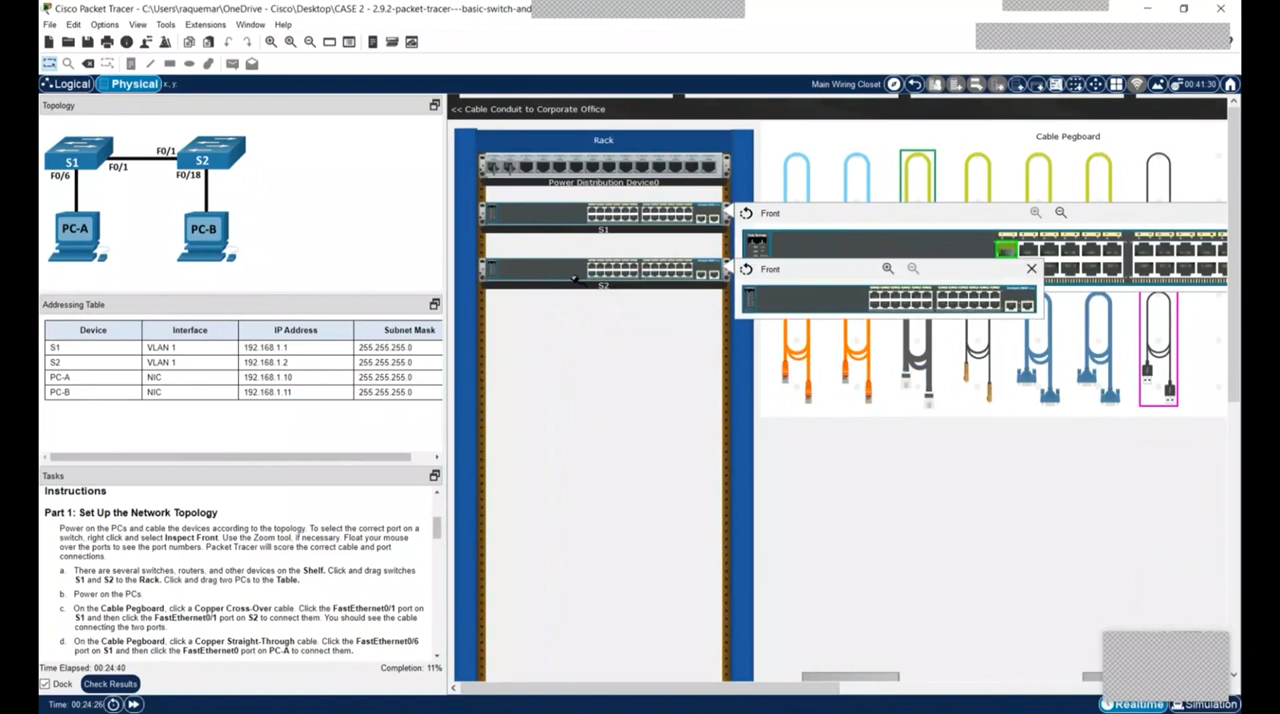 Cisco Packet Tracer - C:\Users\raquemar\OneDrive - Cisco\Desktop\CASE 2 - 2.9.2-packet-tracer---basic-switch-and
File Edit Options View Tools Extensions Window Help
Logical Physical x, y:
Main Wiring Closet 00:41:30
Topology
S1 F0/1 F0/1 S2
F0/6 F0/18
PC-A PC-B
Addressing Table
Device Interface IP Address Subnet Mask
S1 VLAN 1 192.168.1.1 255.255.255.0
S2 VLAN 1 192.168.1.2 255.255.255.0
PC-A NIC 192.168.1.10 255.255.255.0
PC-B NIC 192.168.1.11 255.255.255.0
Tasks
Instructions
Part 1: Set Up the Network Topology
Power on the PCs and cable the devices according to the topology. To select the correct port on a
switch, right click and select Inspect Front. Use the Zoom tool, if necessary. Float your mouse
over the ports to see the port numbers. Packet Tracer will score the correct cable and port
connections.
a. There are several switches, routers, and other devices on the Shelf. Click and drag switches
S1 and S2 to the Rack. Click and drag two PCs to the Table.
b. Power on the PCs.
c. On the Cable Pegboard, click a Copper Cross-Over cable. Click the FastEthernet0/1 port on
S1 and then click the FastEthernet0/1 port on S2 to connect them. You should see the cable
connecting the two ports.
d. On the Cable Pegboard, click a Copper Straight-Through cable. Click the FastEthernet0/6
port on S1 and then click the FastEthernet0 port on PC-A to connect them.
Time Elapsed: 00:24:40 Completion: 11%
Dock Check Results
Time: 00:24:26
<< Cable Conduit to Corporate Office
Rack
Power Distribution Device0
S1
S2
Cable Pegboard
Front
Front
Realtime Simulation